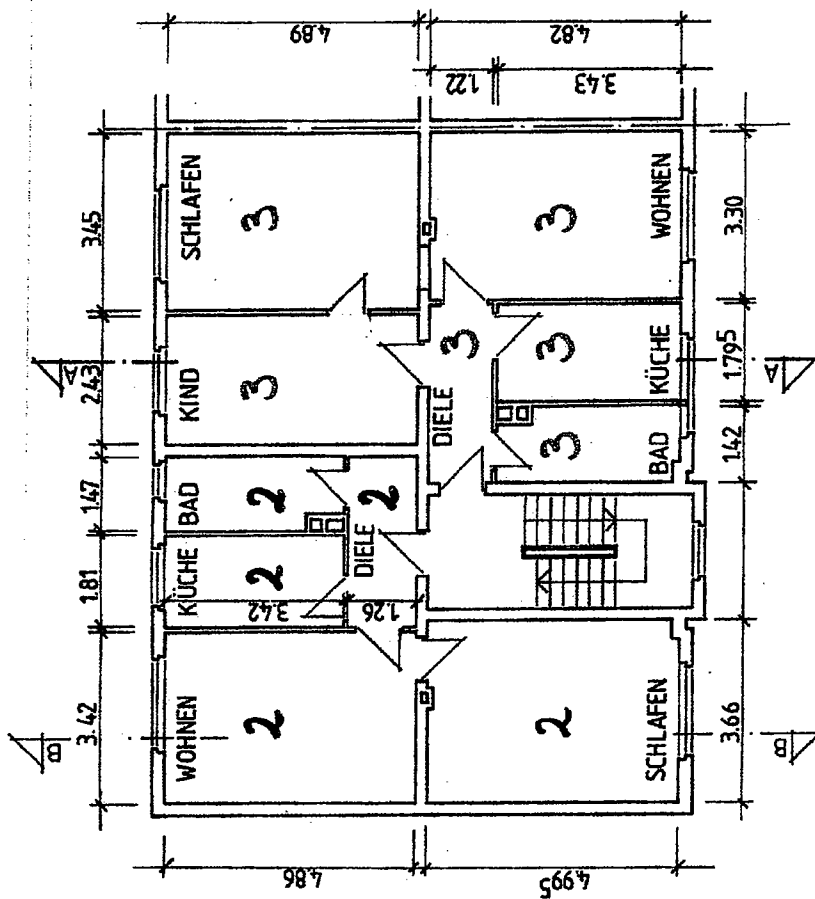 4.89
4.82
1.22
3.43
3.45
2.43
1.47
1.81
3.42
SCHLAFEN
3
KIND
3
BAD
2
2
KÜCHE
2
DIELE
3.42
1.26
WOHNEN
2
3
WOHNEN
3
DIELE
3
KÜCHE
3
BAD
2
SCHLAFEN
3.30
1.795
1.42
3.66
A
A
B
B
4.86
4.995